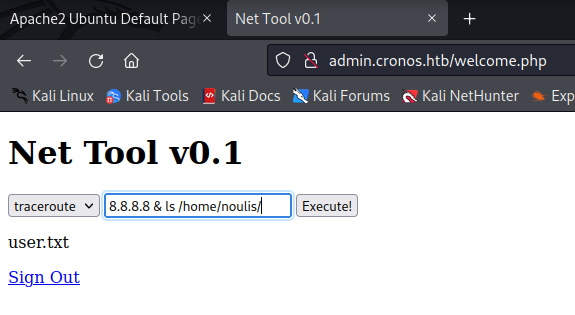 Apache2 Ubuntu Default Page
Net Tool v0.1
admin.cronos.htb/welcome.php
Kali Linux Kali Tools Kali Docs Kali Forums Kali NetHunter Exp
Net Tool v0.1
traceroute 8.8.8.8 & ls /home/noulis/ Execute!
user.txt
Sign Out